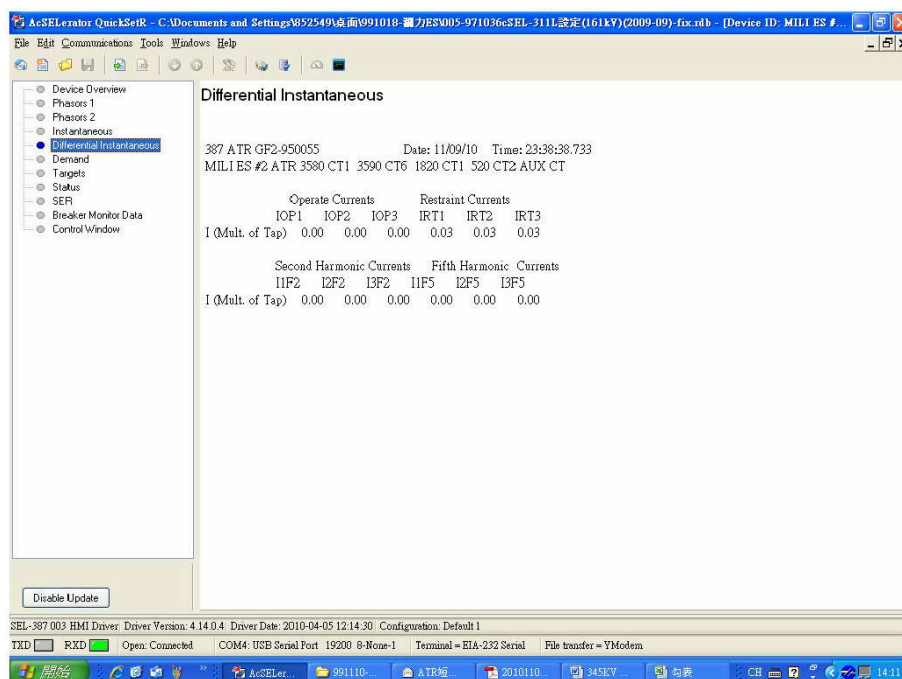 AcSELerator QuickSetR - C:\Documents and Settings\852549\桌面\991018-彌力ES\005-971036cSEL-311L設定(161kV)(2009-09)-fix.rdb - [Device ID: MILI ES #...
File Edit Communications Tools Windows Help
Device Overview
Phasors 1
Phasors 2
Instantaneous
Differential Instantaneous
Demand
Targets
Status
SER
Breaker Monitor Data
Control Window
Disable Update
Differential Instantaneous
387 ATR GF2-950055 Date: 11/09/10 Time: 23:38:38.733
MILI ES #2 ATR 3580 CT1 3590 CT6 1820 CT1 520 CT2 AUX CT
Operate Currents Restraint Currents
IOP1 IOP2 IOP3 IRT1 IRT2 IRT3
I (Mult. of Tap) 0.00 0.00 0.00 0.03 0.03 0.03
Second Harmonic Currents Fifth Harmonic Currents
I1F2 I2F2 I3F2 I1F5 I2F5 I3F5
I (Mult. of Tap) 0.00 0.00 0.00 0.00 0.00 0.00
SEL-387 003 HMI Driver Driver Version: 4.14.0.4 Driver Date: 2010-04-05 12:14:30 Configuration: Default 1
TXD RXD Open: Connected COM4: USB Serial Port 19200 8-None-1 Terminal = EIA-232 Serial File transfer = YModem
開始 AcSELer... 991110-... ATR短... 2010110... 345KV ... 勾表 CH 14:11